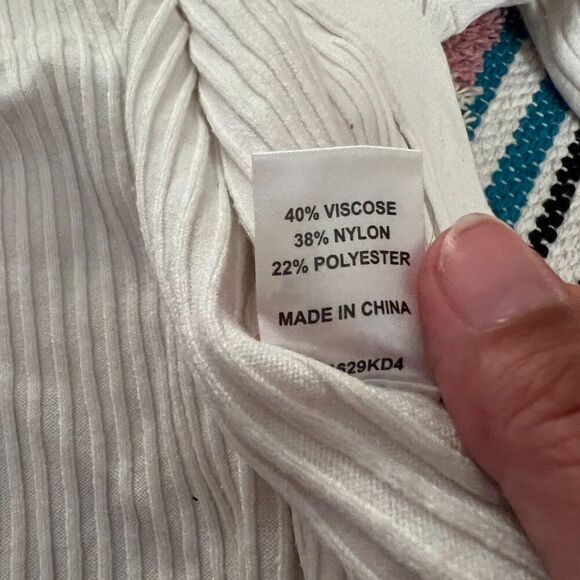 40% VISCOSE
38% NYLON
22% POLYESTER
MADE IN CHINA
629KD4